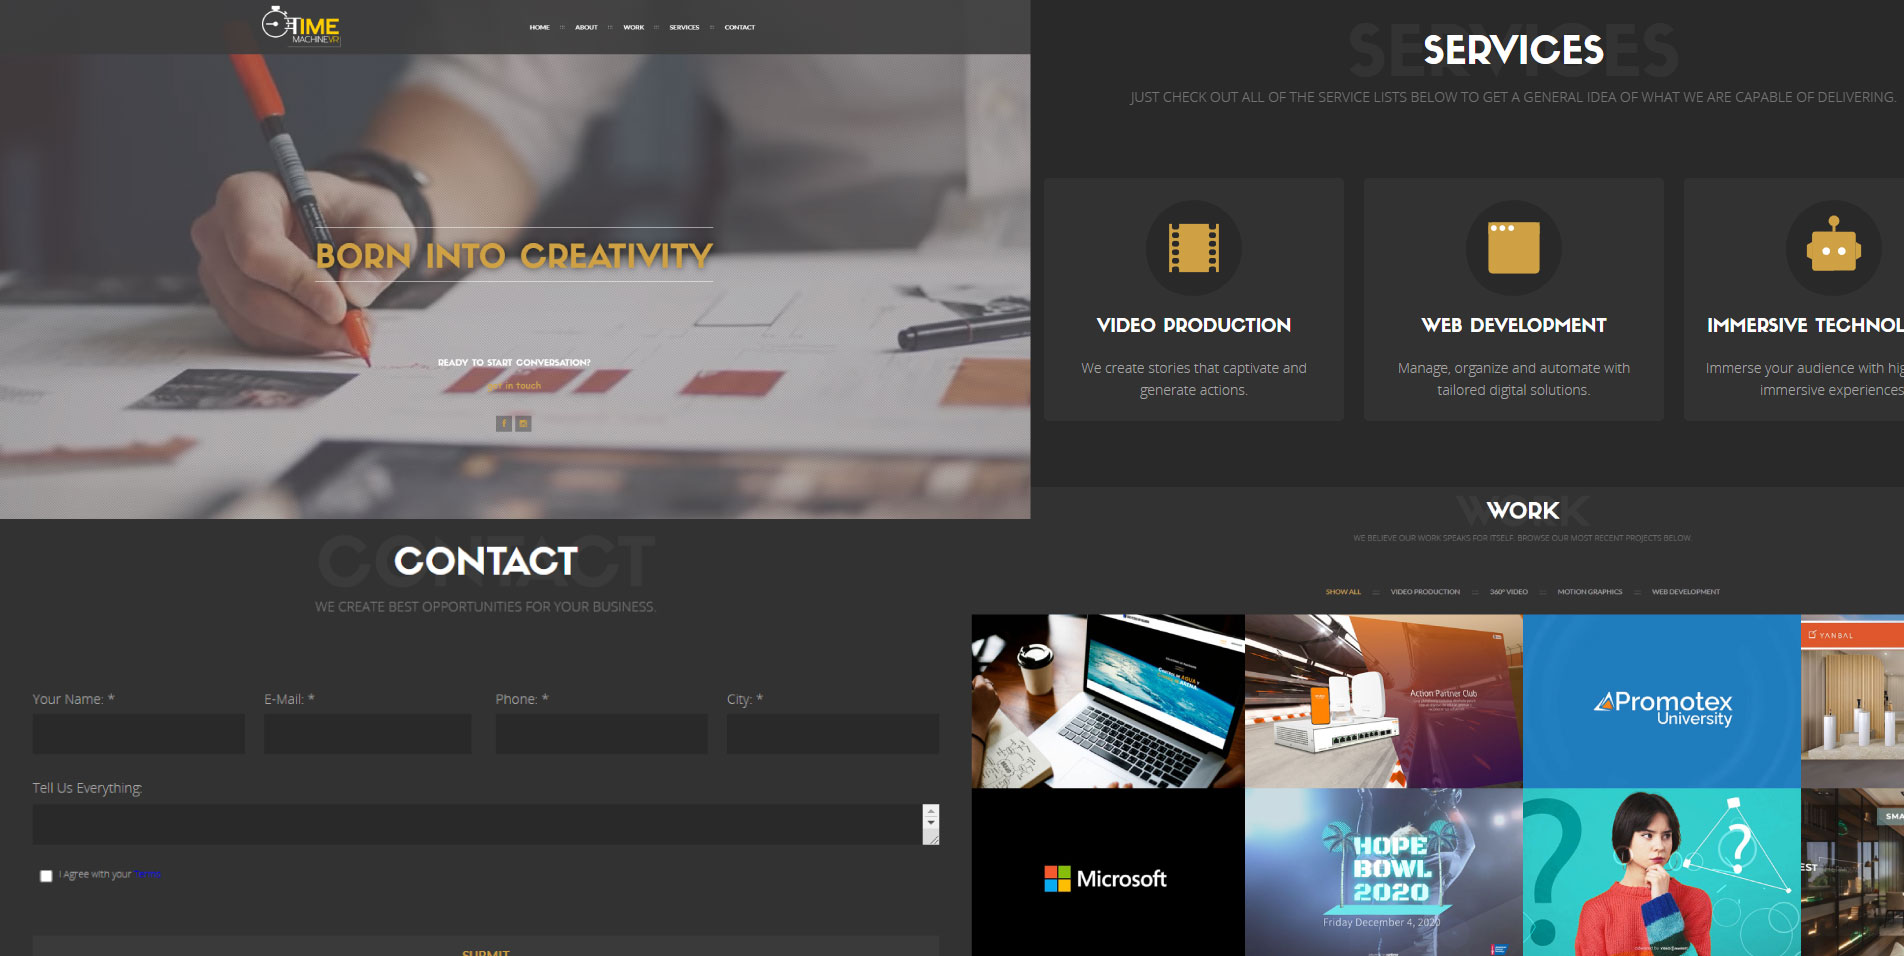 TIME
MACHINEVR
HOME
ABOUT
WORK
SERVICES
CONTACT
BORN INTO CREATIVITY
READY TO START CONVERSATION?
get in touch
SERVICES
SERVICES
JUST CHECK OUT ALL OF THE SERVICE LISTS BELOW TO GET A GENERAL IDEA OF WHAT WE ARE CAPABLE OF DELIVERING.
VIDEO PRODUCTION
We create stories that captivate and
generate actions.
WEB DEVELOPMENT
Manage, organize and automate with
tailored digital solutions.
IMMERSIVE TECHNOL
Immerse your audience with hig
immersive experiences
CONTACT
CONTACT
WE CREATE BEST OPPORTUNITIES FOR YOUR BUSINESS.
Your Name: *
E-Mail: *
Phone: *
City: *
Tell Us Everything:
I Agree with your Terms
SUBMIT
WORK
WORK
WE BELIEVE OUR WORK SPEAKS FOR ITSELF. BROWSE OUR MOST RECENT PROJECTS BELOW.
SHOW ALL
VIDEO PRODUCTION
360° VIDEO
MOTION GRAPHICS
WEB DEVELOPMENT
Action Partner Club
Promotex
University
YANBAL
Microsoft
HOPE
BOWL
2020
Friday December 4, 2020
? ?
SMA
EST